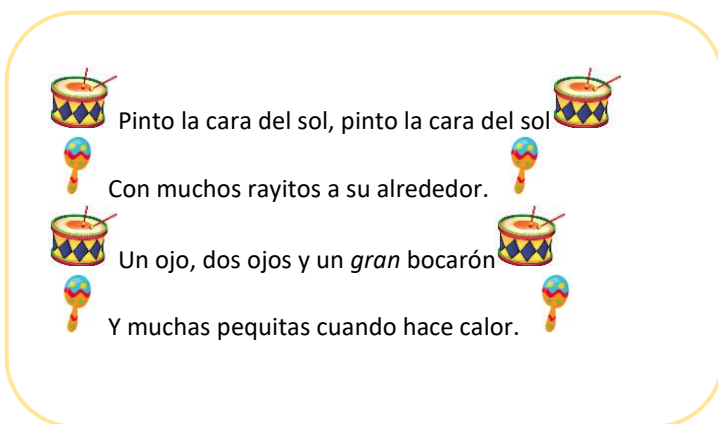 Pinto la cara del sol, pinto la cara del sol
Con muchos rayitos a su alrededor.
Un ojo, dos ojos y un gran bocarón
Y muchas pequitas cuando hace calor.